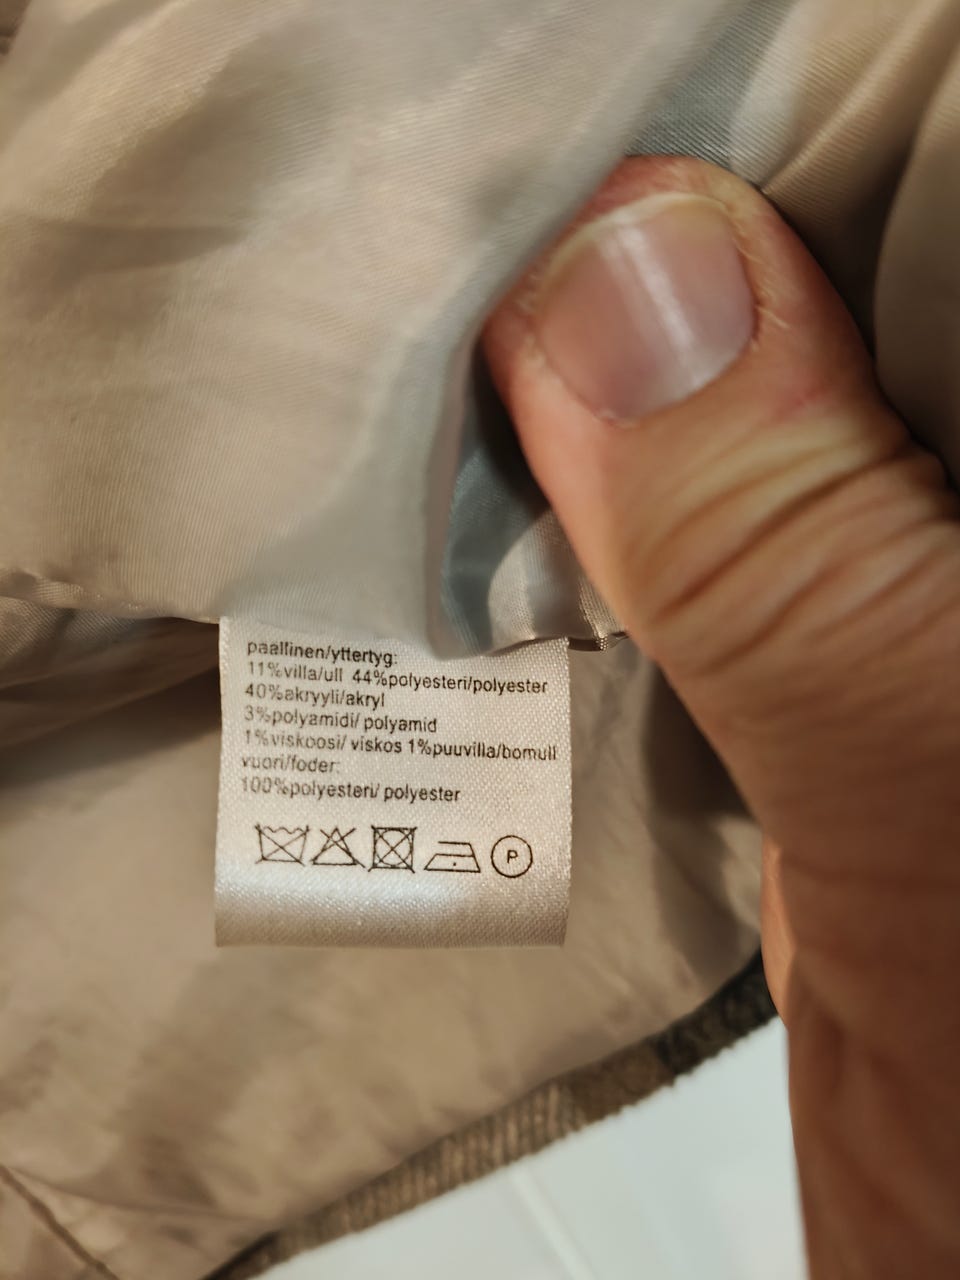 paallinen/yttertyg:
11%villa/ull 44%polyesteri/polyester
40%akryyli/akryl
3%polyamidi/ polyamid
1%viskoosi/ viskos 1%puuvilla/bomull
vuori/foder:
100%polyesteri/ polyester
P